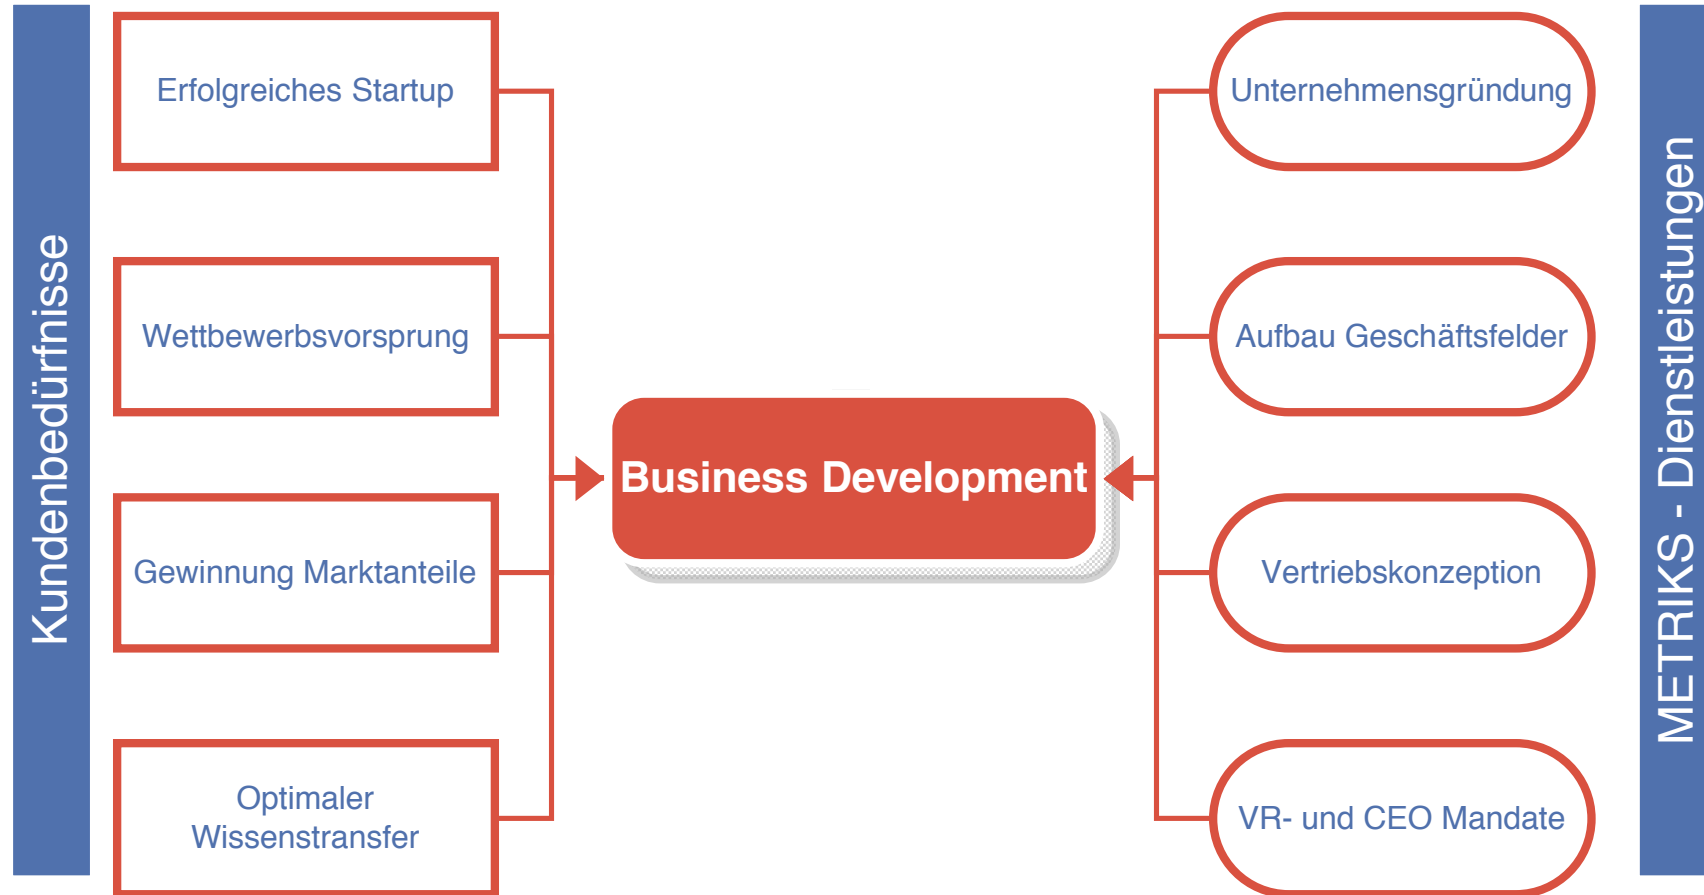 Kundenbedürfnisse
Erfolgreiches Startup
Wettbewerbsvorsprung
Gewinnung Marktanteile
Optimaler
Wissenstransfer
Business Development
Unternehmensgründung
Aufbau Geschäftsfelder
Vertriebskonzeption
VR- und CEO Mandate
METRIKS - Dienstleistungen